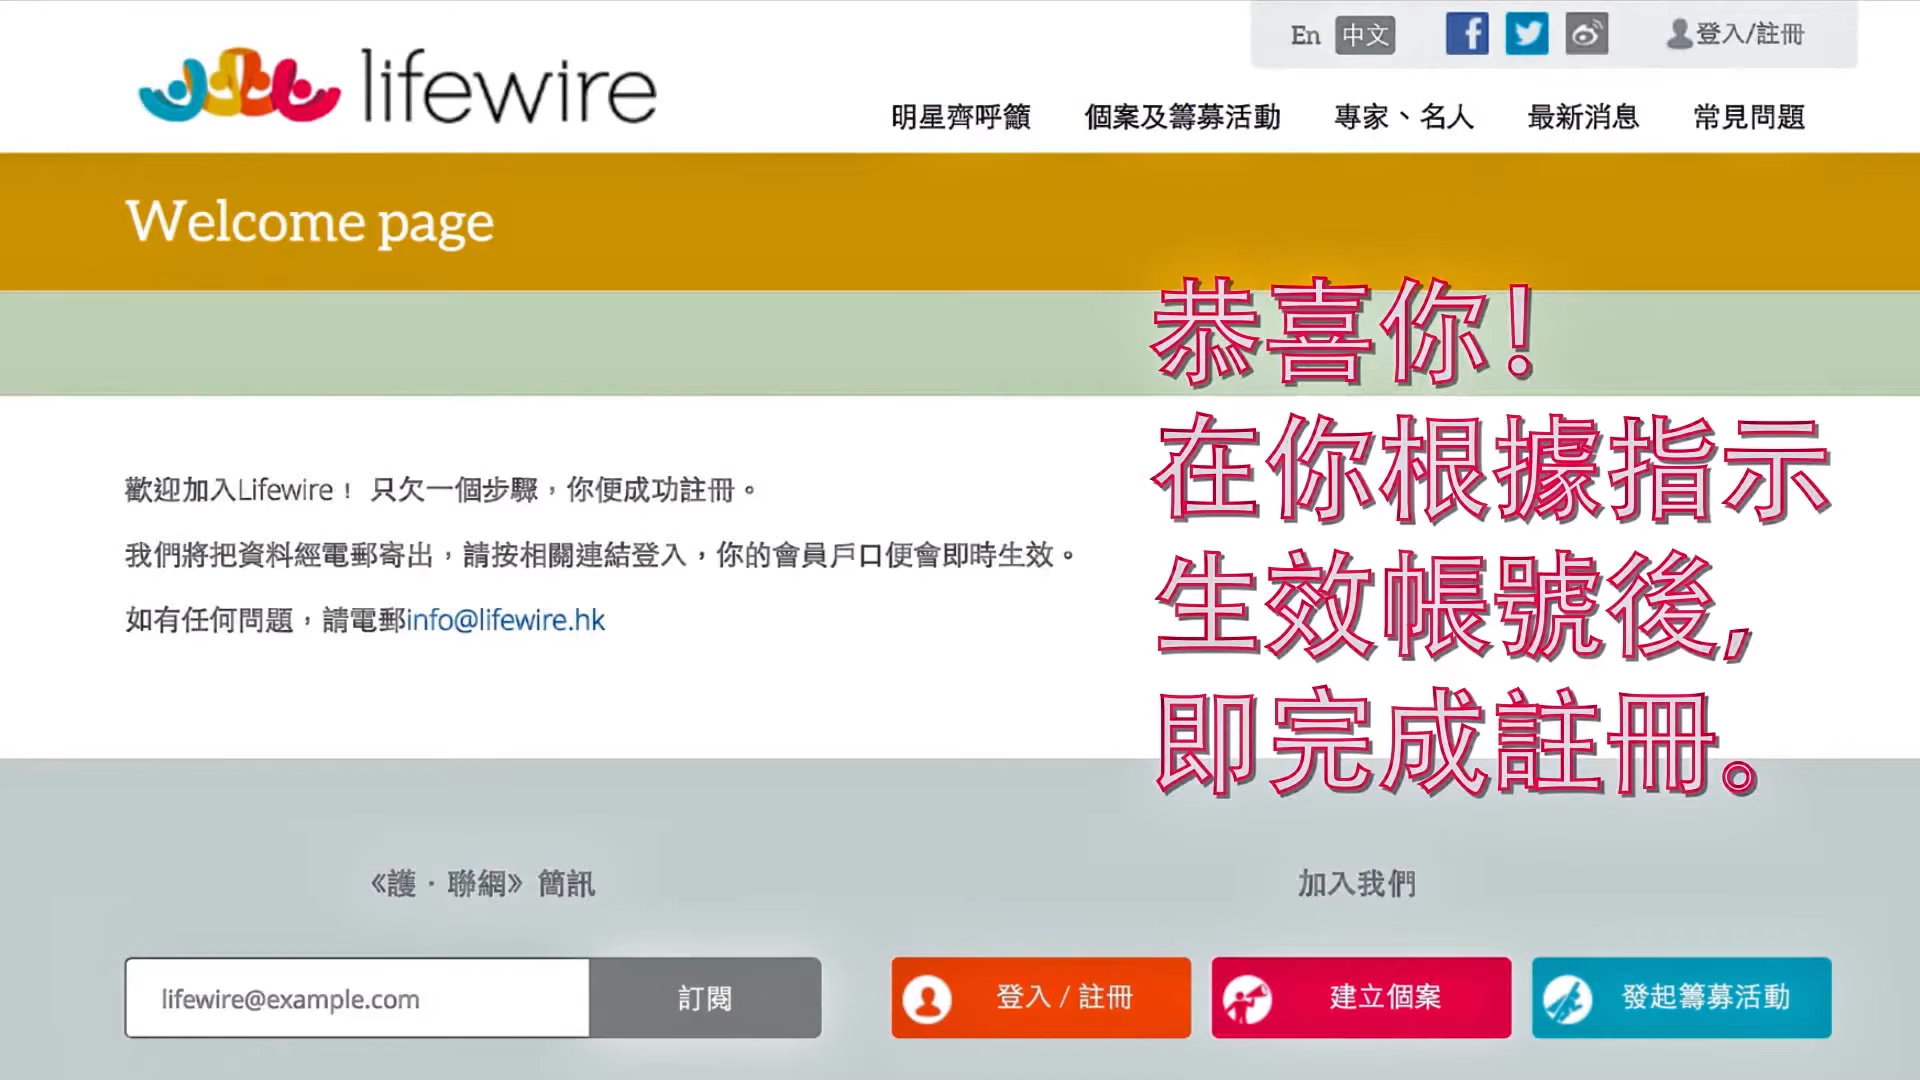 En 中文 登入/註冊
lifewire
明星齊呼籲 個案及籌募活動 專家、名人 最新消息 常見問題
Welcome page
恭喜你!
在你根據指示
生效帳號後,
即完成註冊。
歡迎加入Lifewire！ 只欠一個步驟，你便成功註冊。
我們將把資料經電郵寄出，請按相關連結登入，你的會員戶口便會即時生效。
如有任何問題，請電郵info@lifewire.hk
《護．聯網》簡訊
加入我們
lifewire@example.com 訂閱
登入 / 註冊 建立個案 發起籌募活動